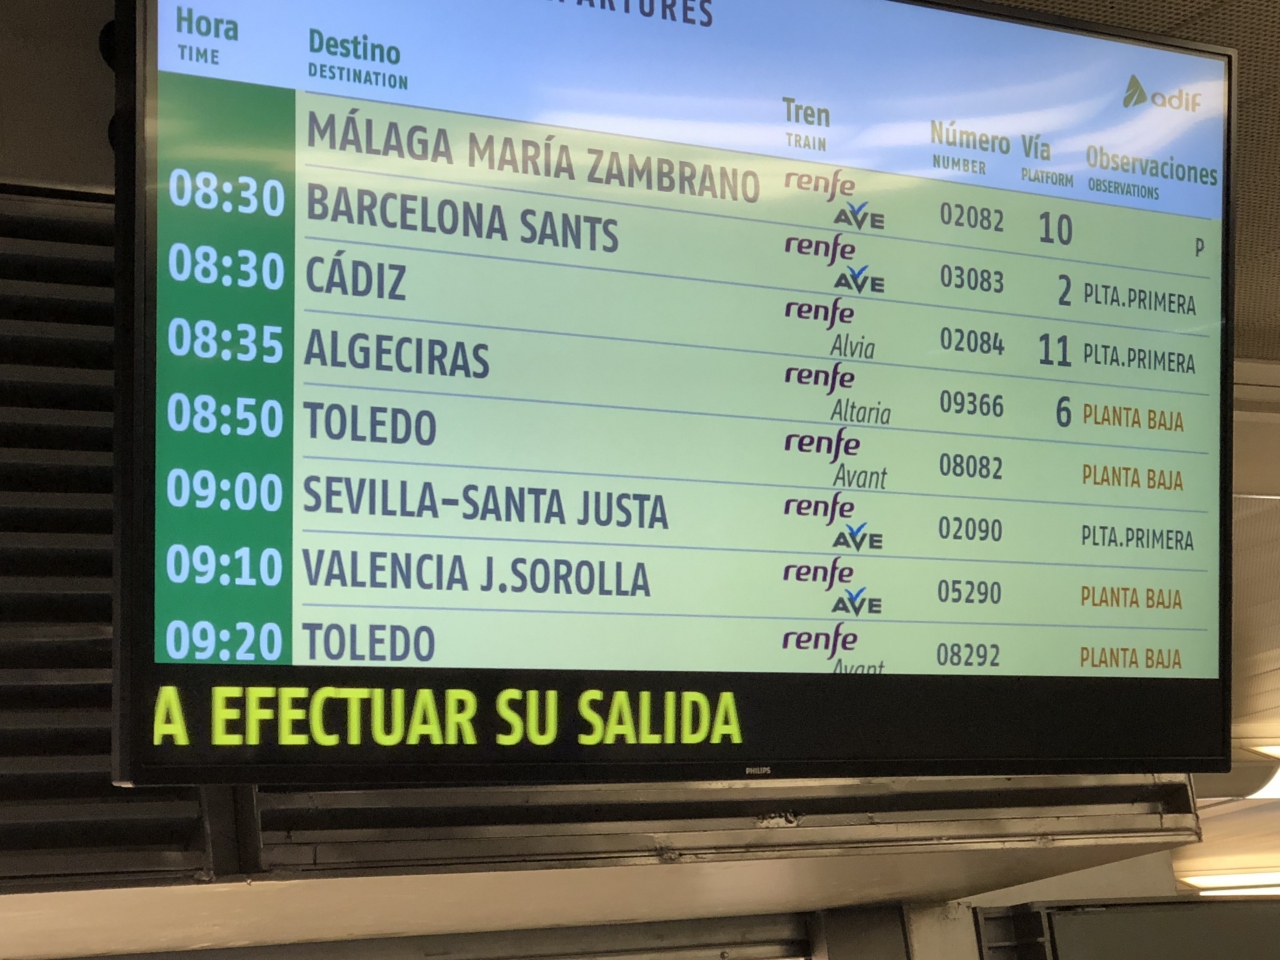 PARTURES
Hora Destino Tren Número Vía Observaciones
TIME DESTINATION TRAIN NUMBER PLATFORM OBSERVATIONS
adif
MÁLAGA MARÍA ZAMBRANO renfe AVE 02082 10 P
08:30 BARCELONA SANTS renfe AVE 03083 2 PLTA.PRIMERA
08:30 CÁDIZ renfe Alvia 02084 11 PLTA.PRIMERA
08:35 ALGECIRAS renfe Altaria 09366 6 PLANTA BAJA
08:50 TOLEDO renfe Avant 08082 PLANTA BAJA
09:00 SEVILLA-SANTA JUSTA renfe AVE 02090 PLTA.PRIMERA
09:10 VALENCIA J.SOROLLA renfe AVE 05290 PLANTA BAJA
09:20 TOLEDO renfe Avant 08292 PLANTA BAJA
A EFECTUAR SU SALIDA
PHILIPS